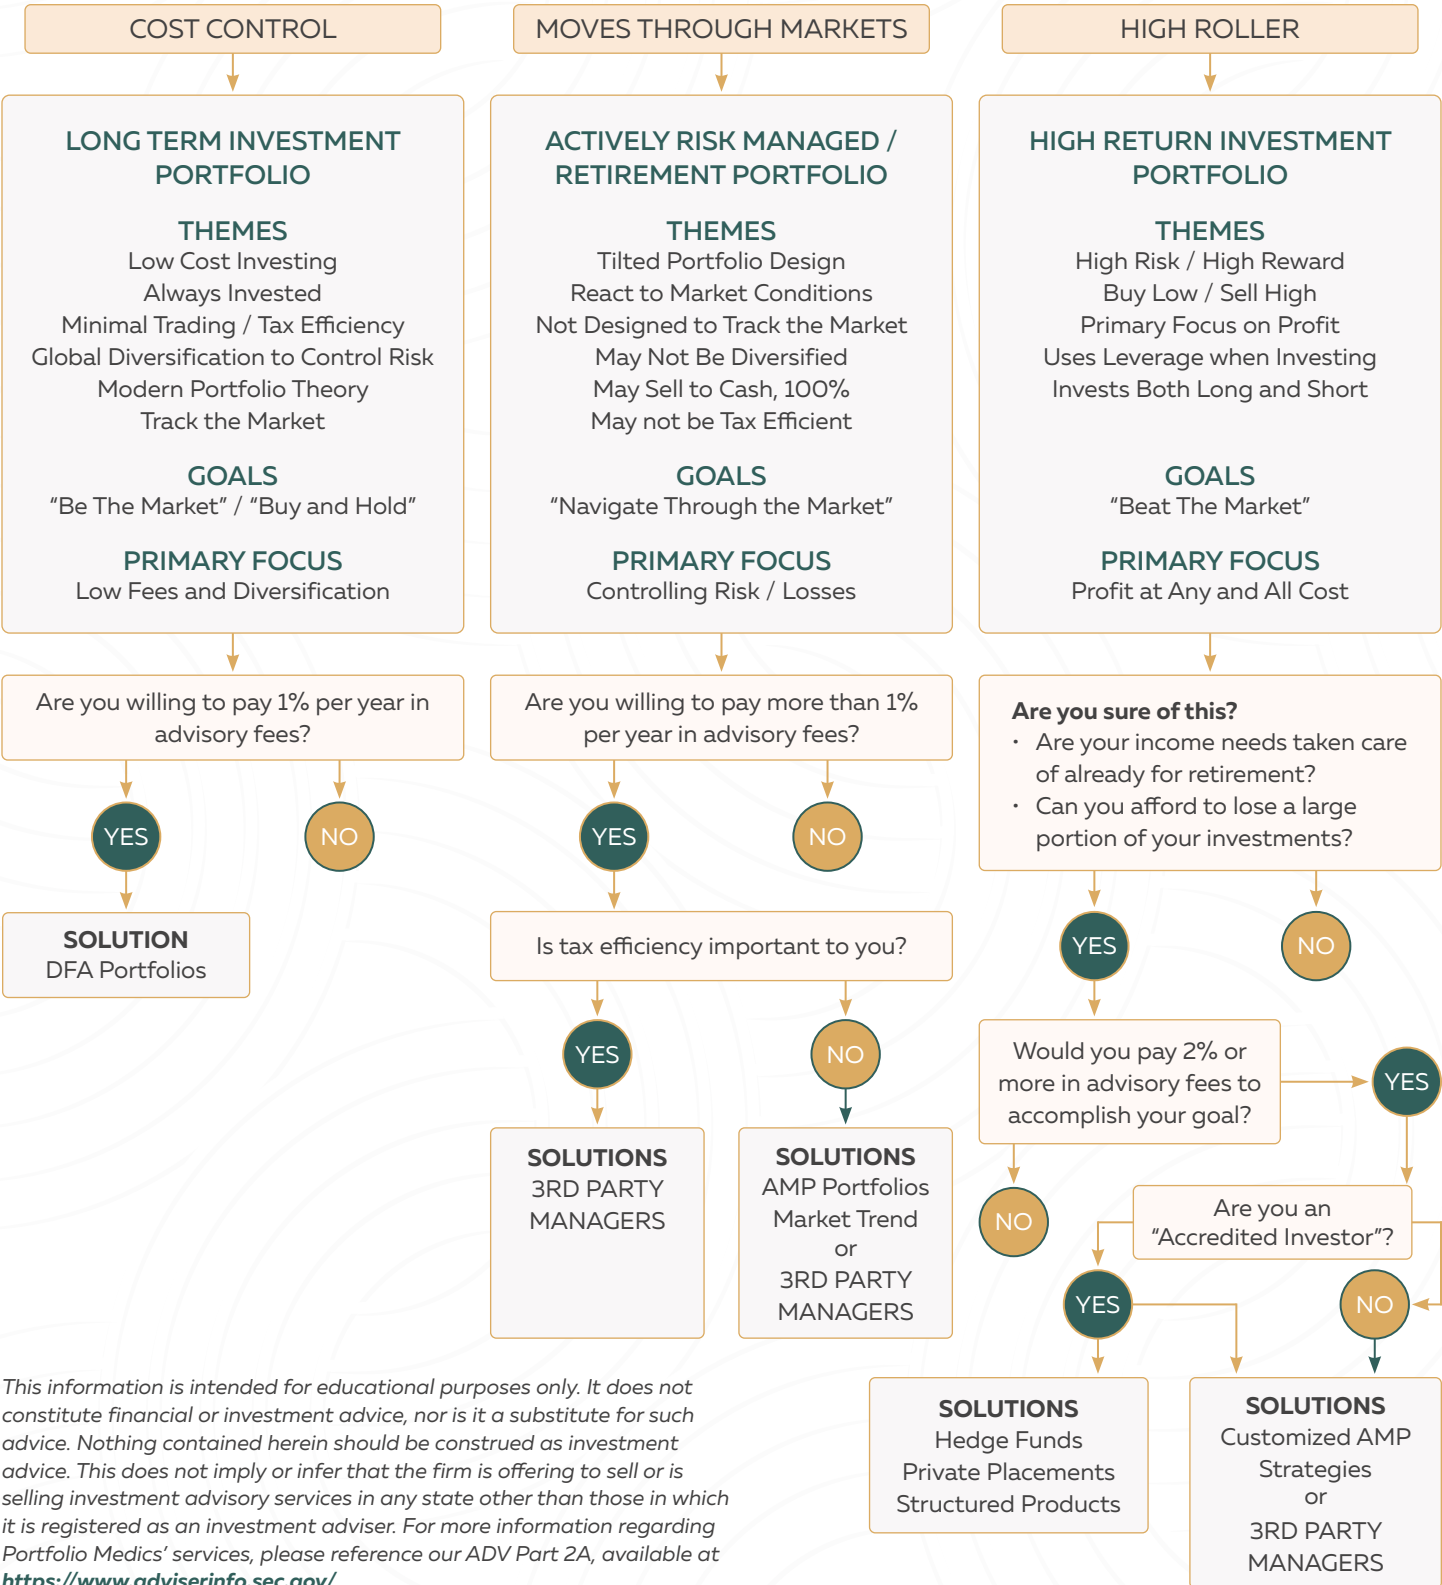 COST CONTROL
LONG TERM INVESTMENT
PORTFOLIO
THEMES
Low Cost Investing
Always Invested
Minimal Trading / Tax Efficiency
Global Diversification to Control Risk
Modern Portfolio Theory
Track the Market
GOALS
“Be The Market” / “Buy and Hold”
PRIMARY FOCUS
Low Fees and Diversification
Are you willing to pay 1% per year in
advisory fees?
YES
NO
SOLUTION
DFA Portfolios
MOVES THROUGH MARKETS
ACTIVELY RISK MANAGED /
RETIREMENT PORTFOLIO
THEMES
Tilted Portfolio Design
React to Market Conditions
Not Designed to Track the Market
May Not Be Diversified
May Sell to Cash, 100%
May not be Tax Efficient
GOALS
“Navigate Through the Market”
PRIMARY FOCUS
Controlling Risk / Losses
Are you willing to pay more than 1%
per year in advisory fees?
YES
NO
Is tax efficiency important to you?
YES
NO
SOLUTIONS
3RD PARTY
MANAGERS
SOLUTIONS
AMP Portfolios
Market Trend
or
3RD PARTY
MANAGERS
HIGH ROLLER
HIGH RETURN INVESTMENT
PORTFOLIO
THEMES
High Risk / High Reward
Buy Low / Sell High
Primary Focus on Profit
Uses Leverage when Investing
Invests Both Long and Short
GOALS
“Beat The Market”
PRIMARY FOCUS
Profit at Any and All Cost
Are you sure of this?
• Are your income needs taken care
of already for retirement?
• Can you afford to lose a large
portion of your investments?
YES
NO
Would you pay 2% or
more in advisory fees to
accomplish your goal?
YES
NO
Are you an
“Accredited Investor”?
YES
NO
SOLUTIONS
Hedge Funds
Private Placements
Structured Products
SOLUTIONS
Customized AMP
Strategies
or
3RD PARTY
MANAGERS
This information is intended for educational purposes only. It does not
constitute financial or investment advice, nor is it a substitute for such
advice. Nothing contained herein should be construed as investment
advice. This does not imply or infer that the firm is offering to sell or is
selling investment advisory services in any state other than those in which
it is registered as an investment adviser. For more information regarding
Portfolio Medics’ services, please reference our ADV Part 2A, available at
https://www.adviserinfo.sec.gov/